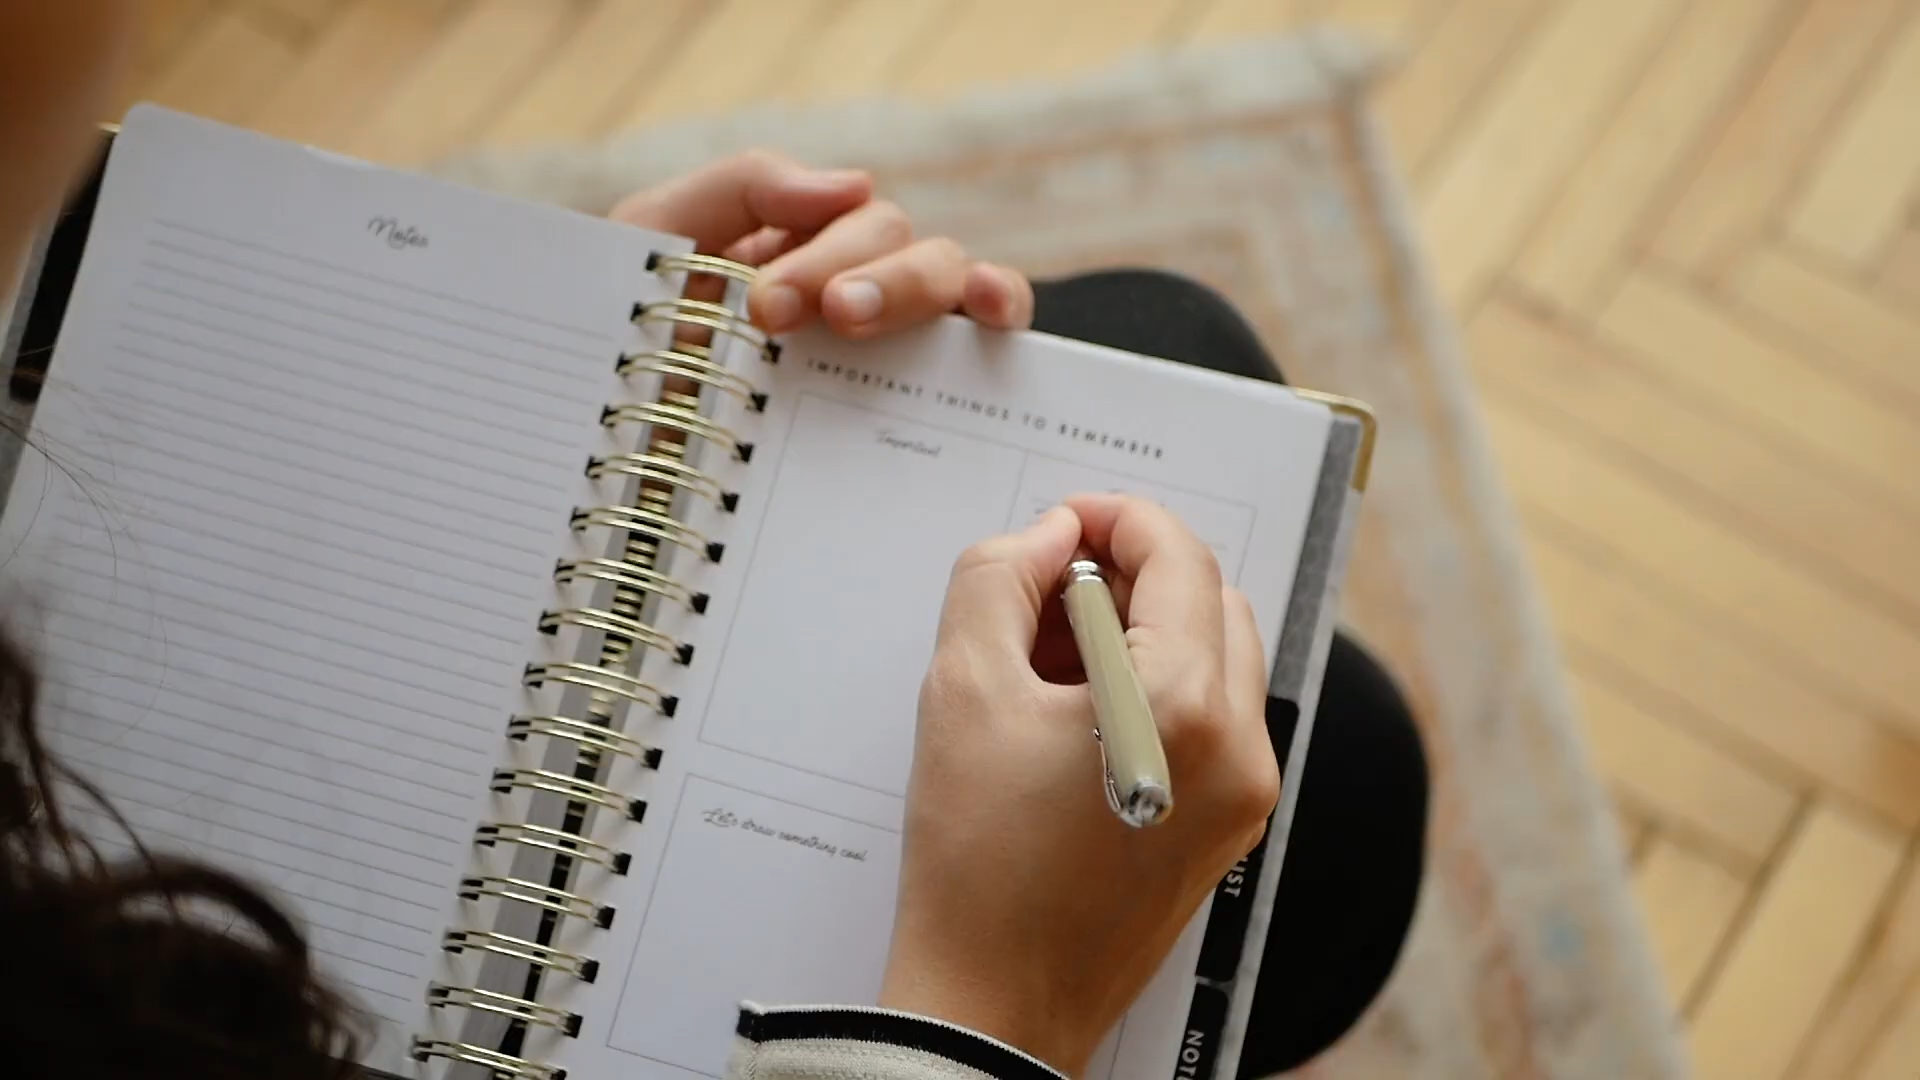 Notes
IMPORTANT THINGS TO REMEMBER
Important
Let's draw something cool